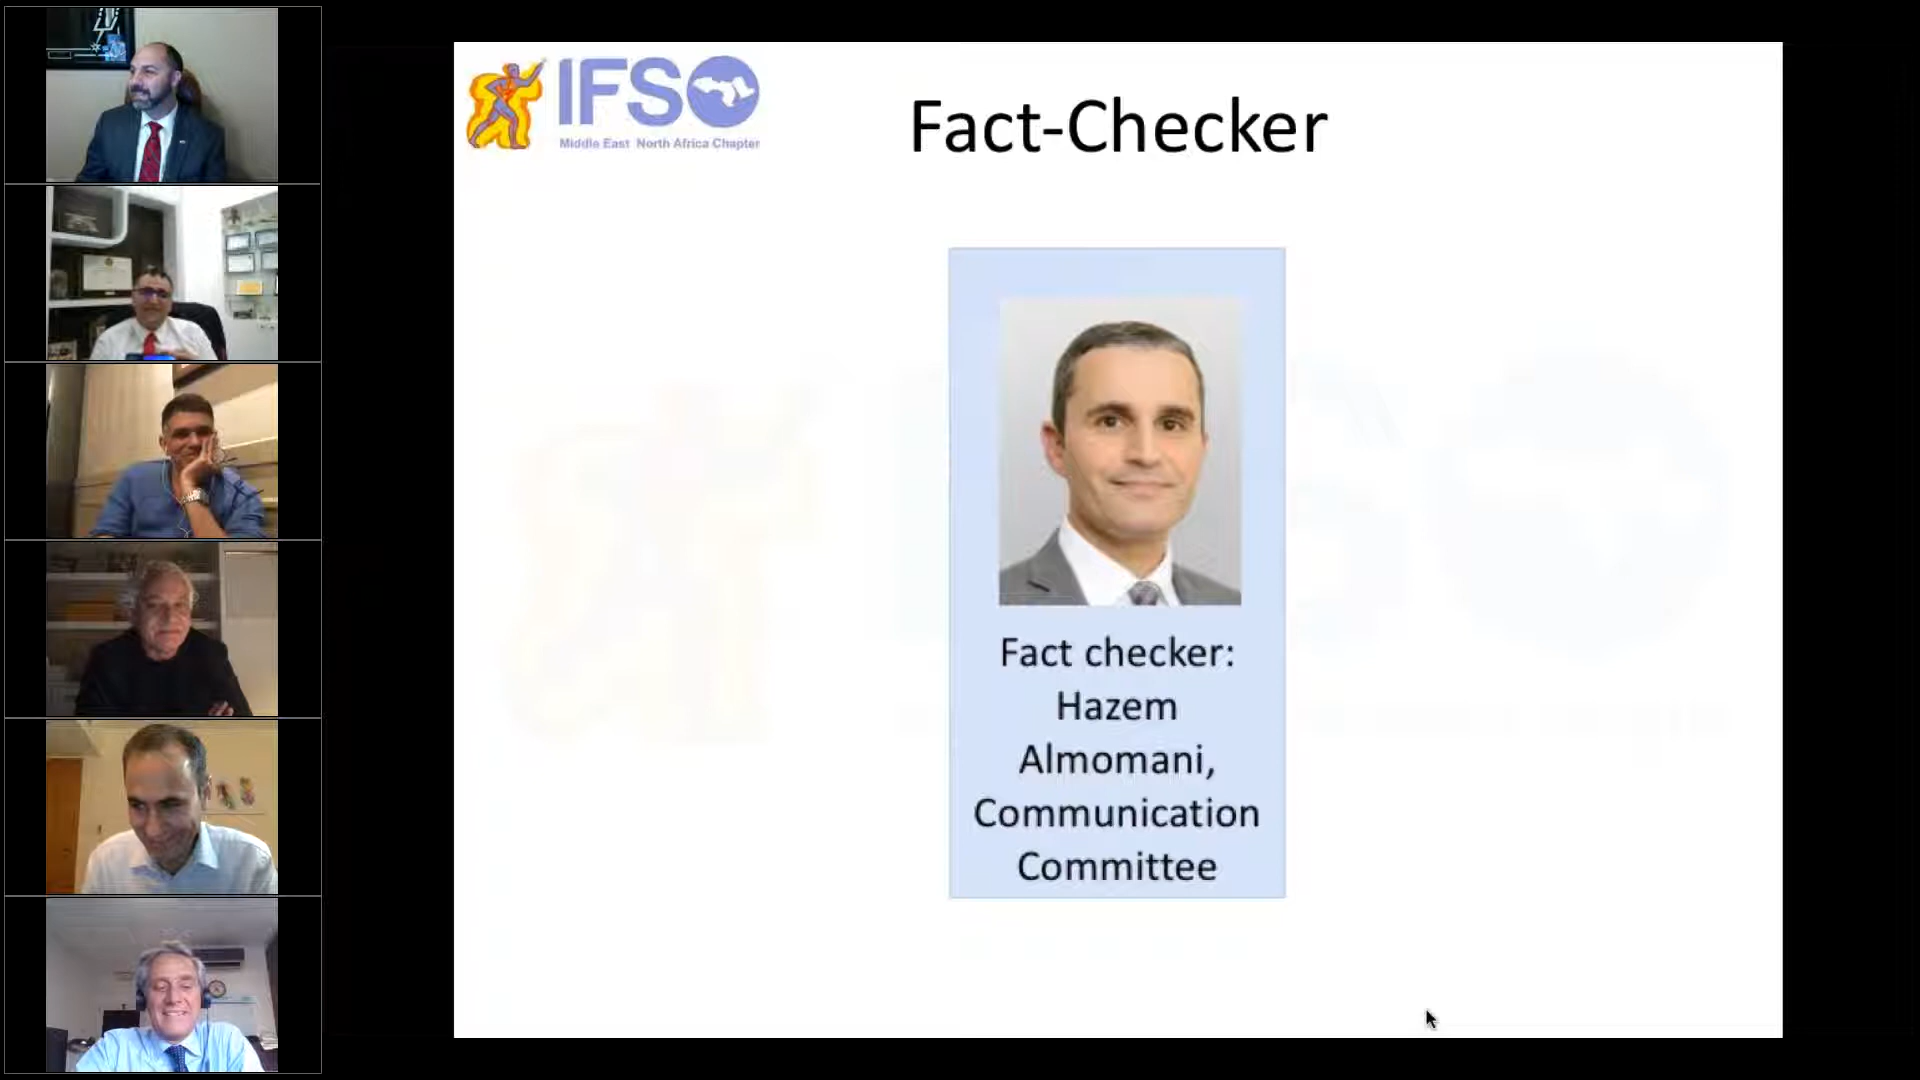 IFSO
Middle East North Africa Chapter
Fact-Checker
Fact checker:
Hazem
Almomani,
Communication
Committee